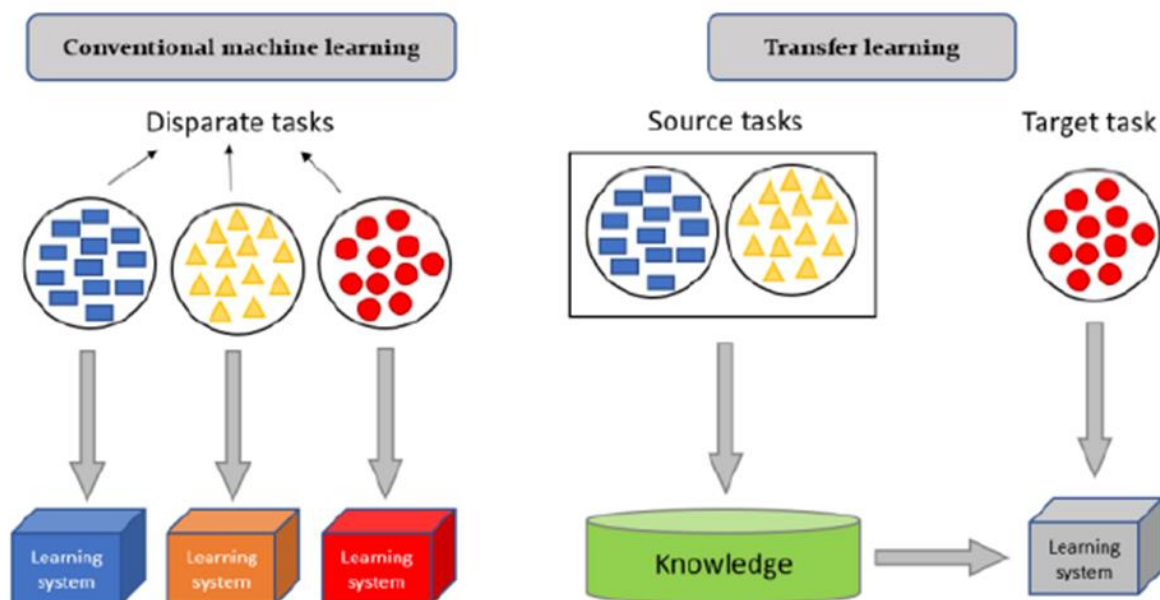 Conventional machine learning
Transfer learning
Disparate tasks
Source tasks
Target task
Learning
system
Learning
system
Learning
system
Knowledge
Learning
system